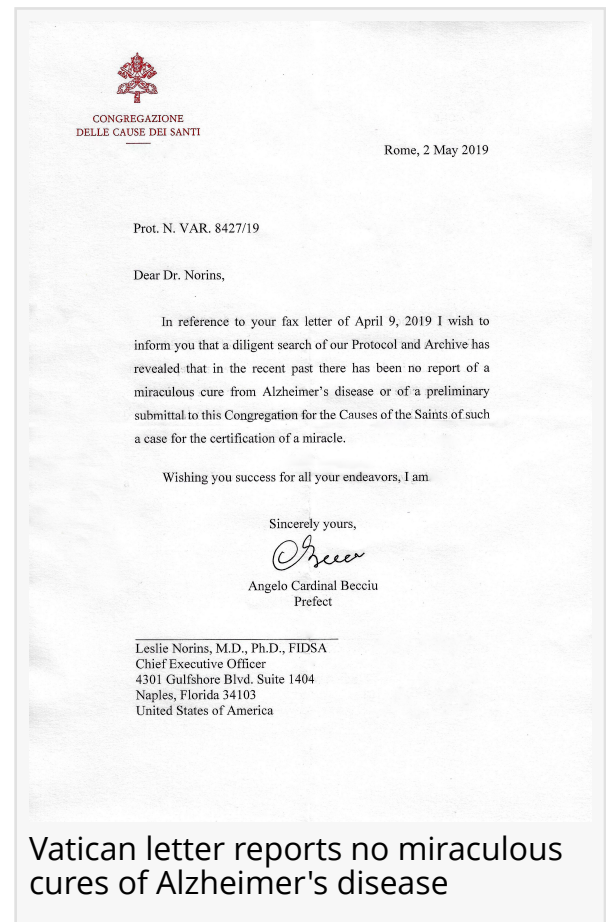 CONGREGAZIONE
DELLE CAUSE DEI SANTI
Rome, 2 May 2019
Prot. N. VAR. 8427/19
Dear Dr. Norins,
In reference to your fax letter of April 9, 2019 I wish to
inform you that a diligent search of our Protocol and Archive has
revealed that in the recent past there has been no report of a
miraculous cure from Alzheimer's disease or of a preliminary
submittal to this Congregation for the Causes of the Saints of such
a case for the certification of a miracle.
Wishing you success for all your endeavors, I am
Sincerely yours,
Angelo Cardinal Becciu
Prefect
Leslie Norins, M.D., Ph.D., FIDSA
Chief Executive Officer
4301 Gulfshore Blvd. Suite 1404
Naples, Florida 34103
United States of America
Vatican letter reports no miraculous
cures of Alzheimer's disease